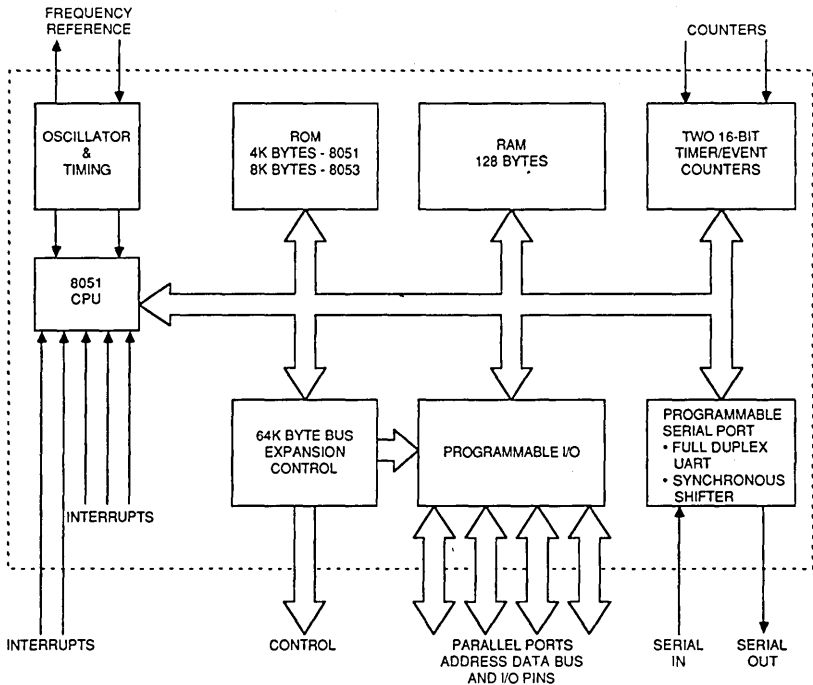 FREQUENCY
REFERENCE
COUNTERS
OSCILLATOR
&
TIMING
ROM
4K BYTES - 8051
8K BYTES - 8053
RAM
128 BYTES
TWO 16-BIT
TIMER/EVENT
COUNTERS
8051
CPU
64K BYTE BUS
EXPANSION
CONTROL
PROGRAMMABLE I/O
PROGRAMMABLE
SERIAL PORT
• FULL DUPLEX
UART
• SYNCHRONOUS
SHIFTER
INTERRUPTS
INTERRUPTS
CONTROL
PARALLEL PORTS
ADDRESS DATA BUS
AND I/O PINS
SERIAL
IN
SERIAL
OUT